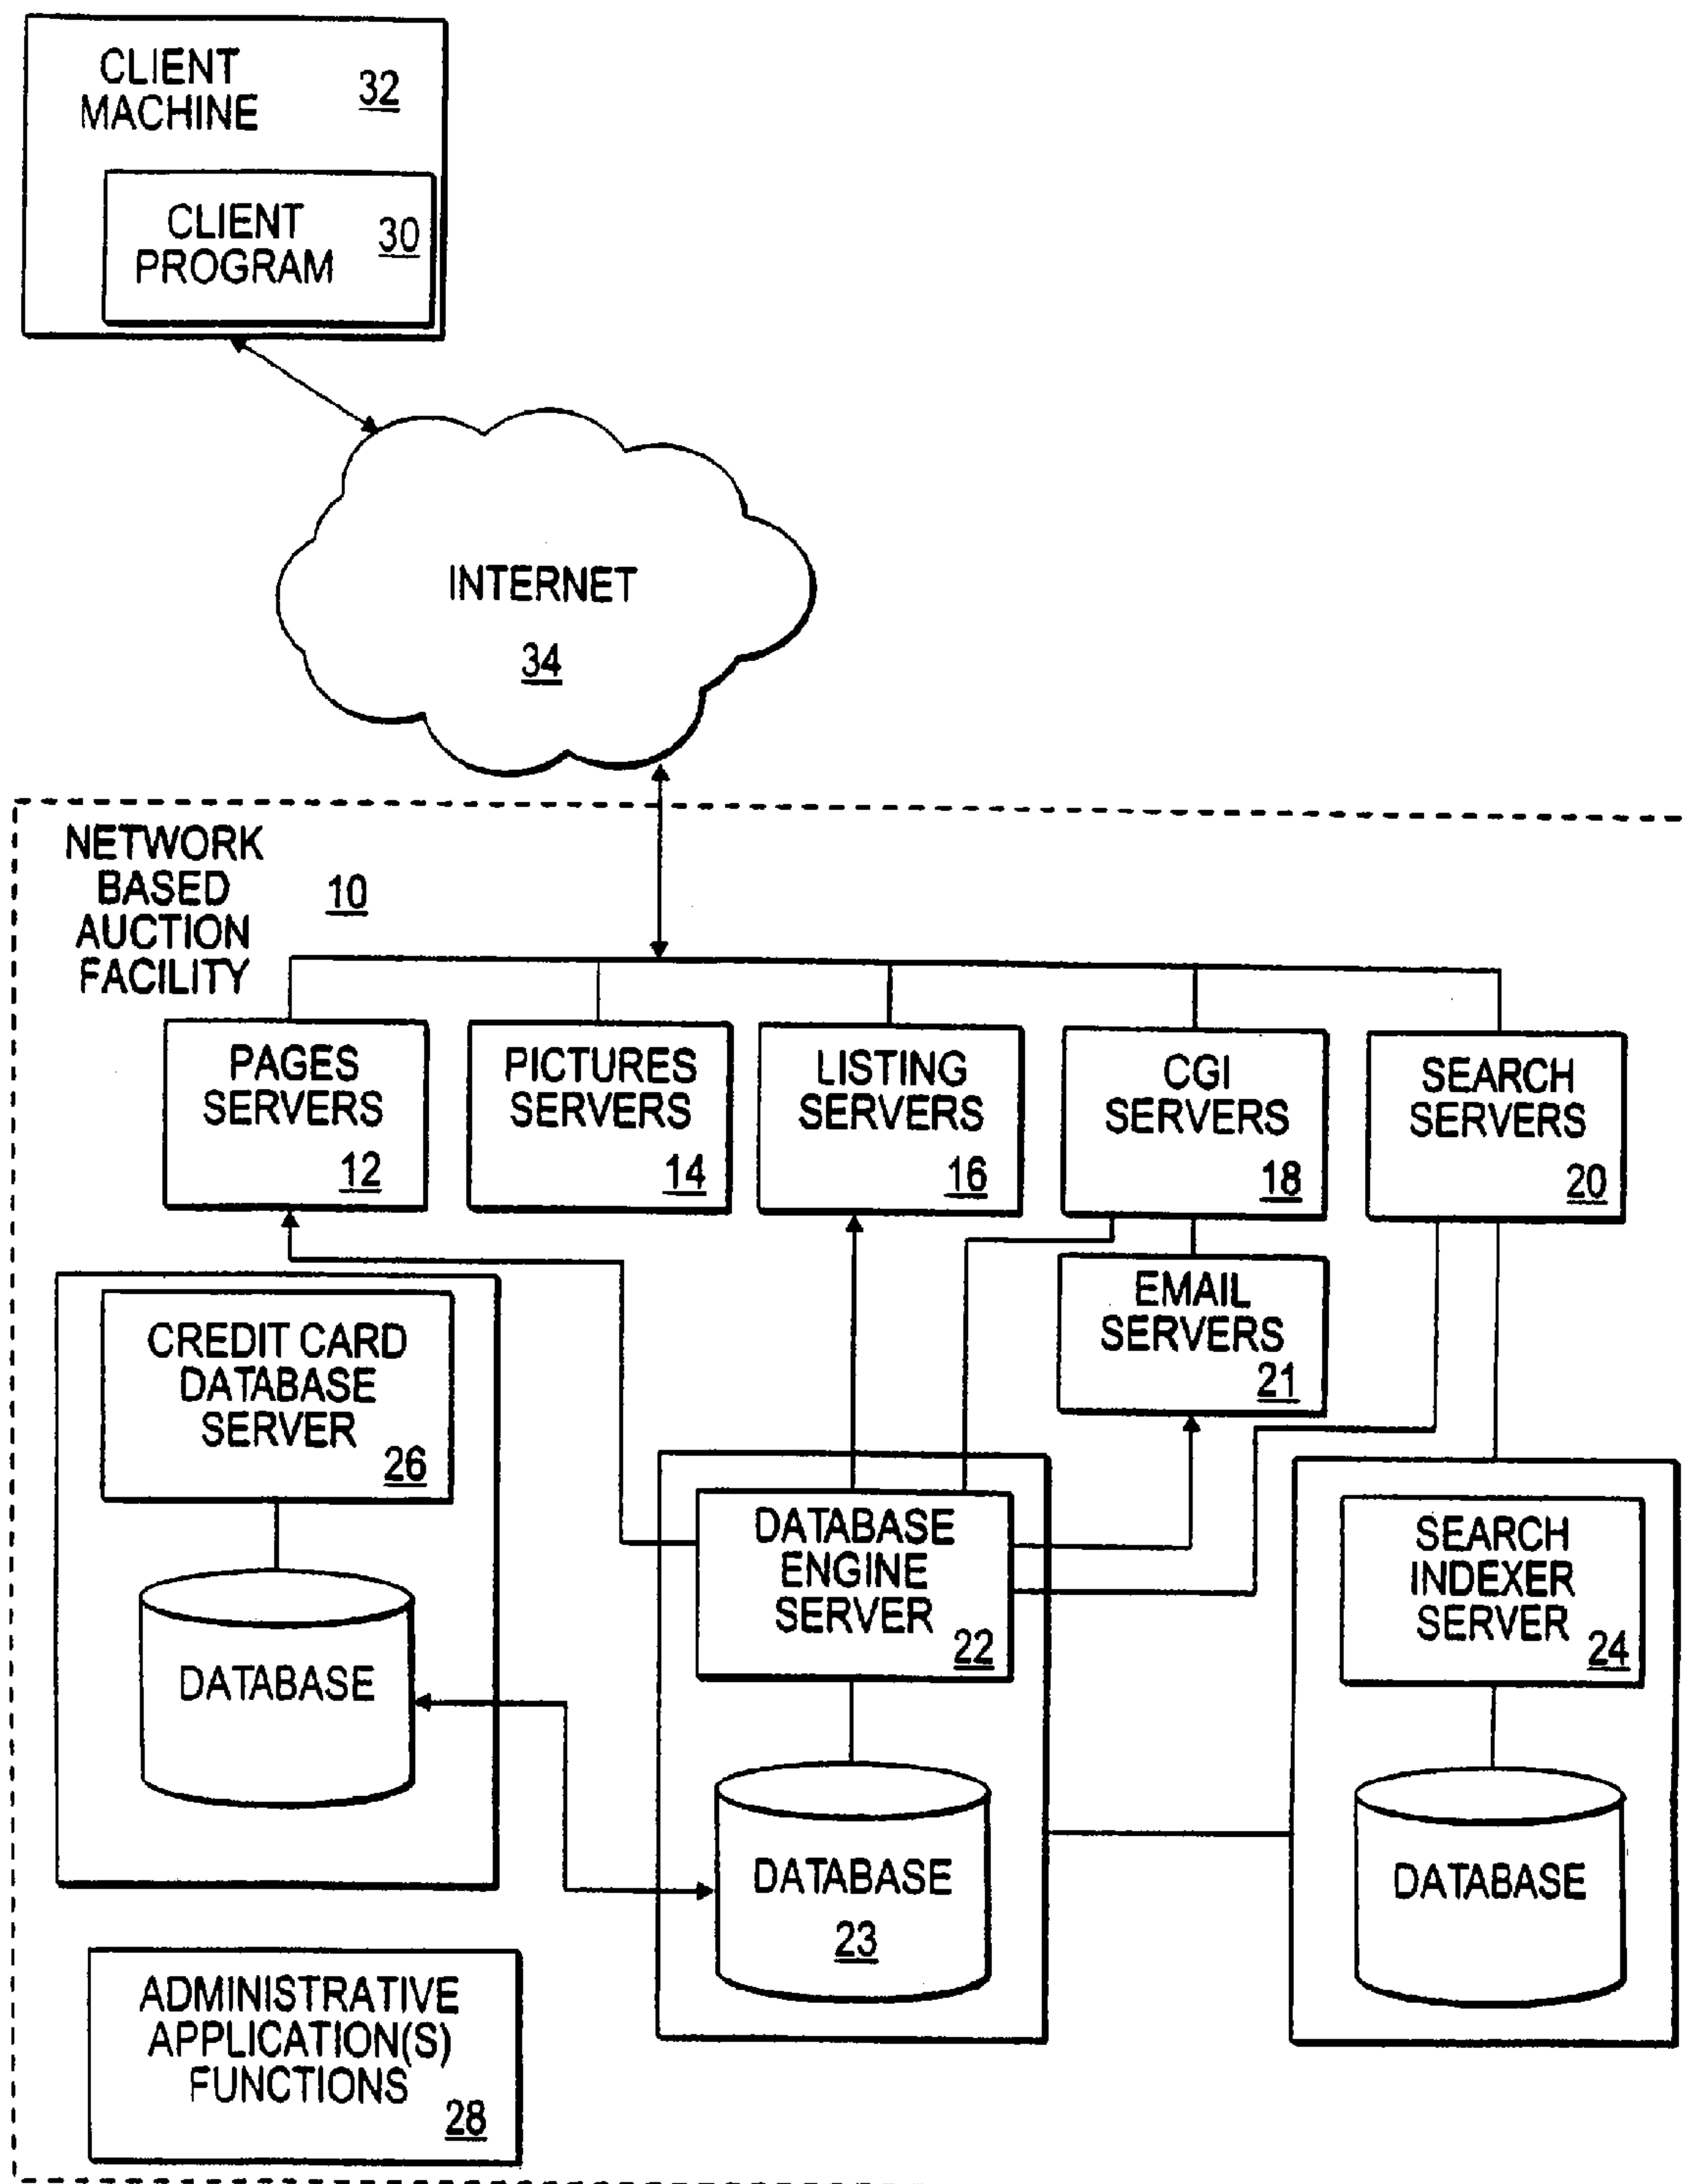 CLIENT
MACHINE
32
CLIENT
PROGRAM
30
INTERNET
34
NETWORK
BASED
AUCTION
FACILITY
10
PAGES
SERVERS
12
PICTURES
SERVERS
14
LISTING
SERVERS
16
CGI
SERVERS
18
SEARCH
SERVERS
20
EMAIL
SERVERS
21
CREDIT CARD
DATABASE
SERVER
26
DATABASE
DATABASE
ENGINE
SERVER
22
DATABASE
23
SEARCH
INDEXER
SERVER
24
DATABASE
ADMINISTRATIVE
APPLICATION(S)
FUNCTIONS
28